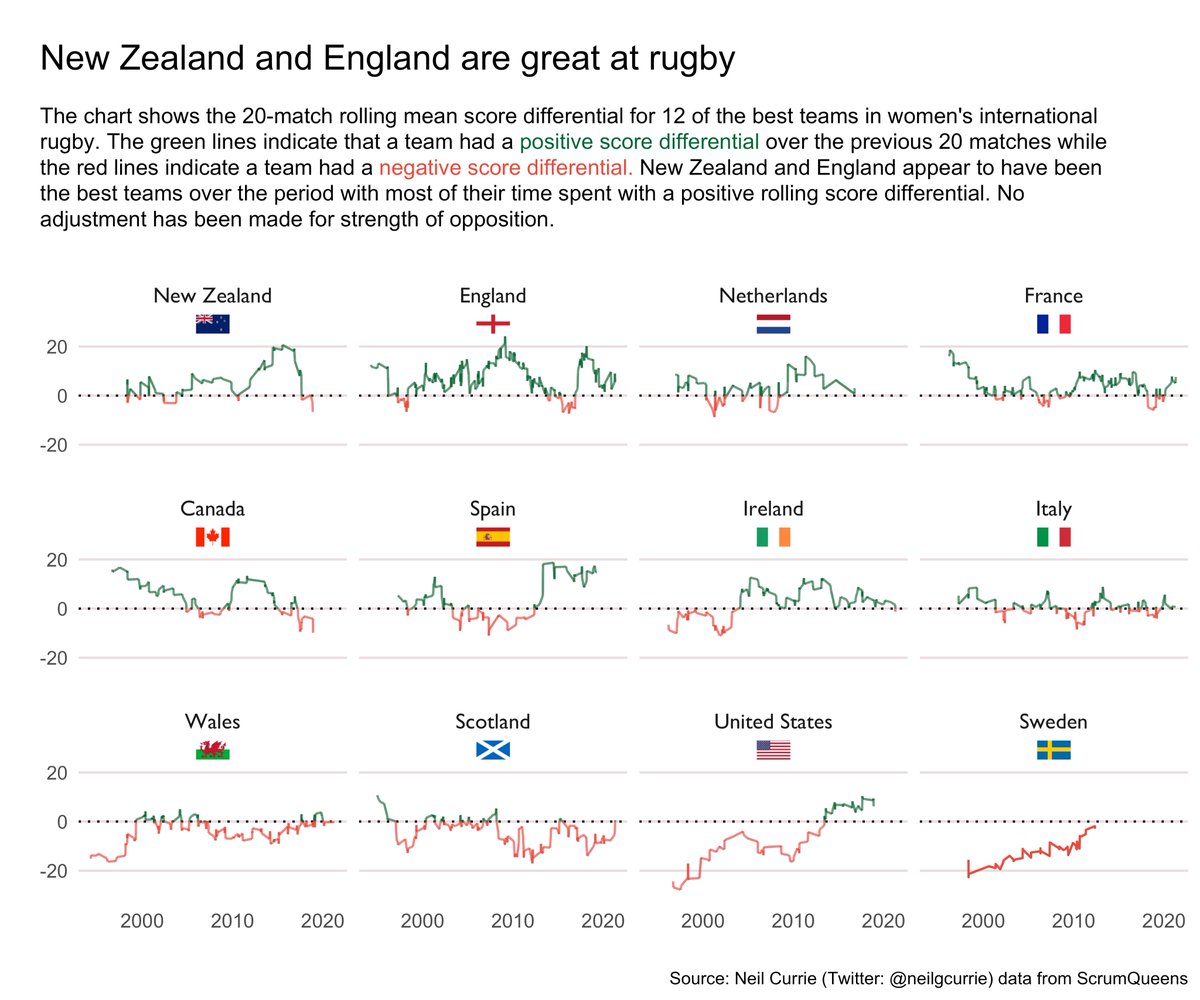 New Zealand and England are great at rugby
The chart shows the 20-match rolling mean score differential for 12 of the best teams in women's international
rugby. The green lines indicate that a team had a positive score differential over the previous 20 matches while
the red lines indicate a team had a negative score differential. New Zealand and England appear to have been
the best teams over the period with most of their time spent with a positive rolling score differential. No
adjustment has been made for strength of opposition.
New Zealand England Netherlands France
20
0
-20
Canada Spain Ireland Italy
20
0
-20
Wales Scotland United States Sweden
20
0
-20
2000 2010 2020 2000 2010 2020 2000 2010 2020 2000 2010 2020
Source: Neil Currie (Twitter: @neilgcurrie) data from ScrumQueens